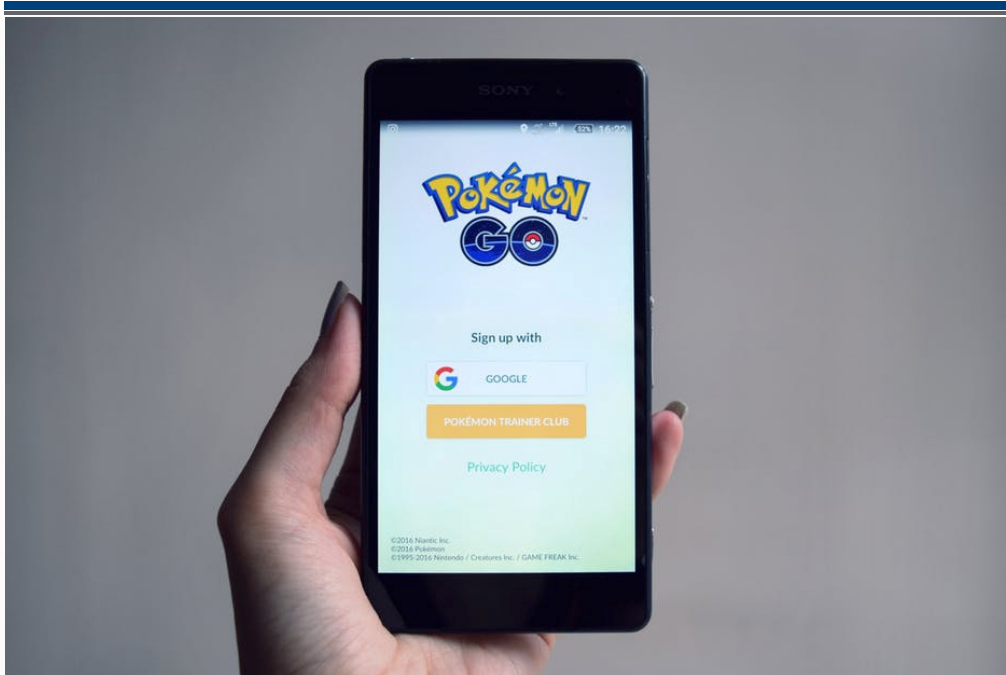 SONY
52% 16:22
POKéMON
GO
Sign up with
GOOGLE
POKÉMON TRAINER CLUB
Privacy Policy
©2016 Niantic Inc.
©2016 Pokémon
©1995-2016 Nintendo / Creatures Inc. / GAME FREAK Inc.